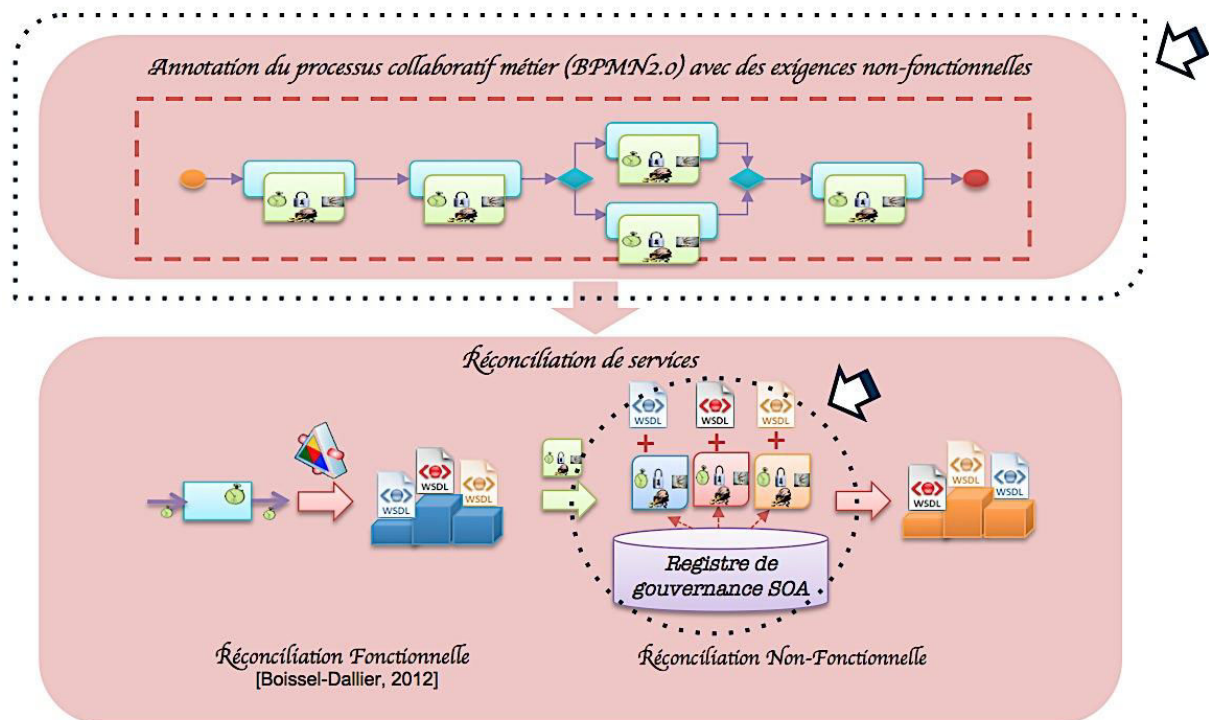 Annotation du processus collaboratif métier (BPMN2.0) avec des exigences non-fonctionnelles
Réconciliation de services
WSDL
WSDL
WSDL
WSDL
WSDL
WSDL
WSDL
WSDL
WSDL
Registre de
gouvernance SOA
Réconciliation Fonctionnelle
[Boissel-Dallier, 2012]
Réconciliation Non-Fonctionnelle